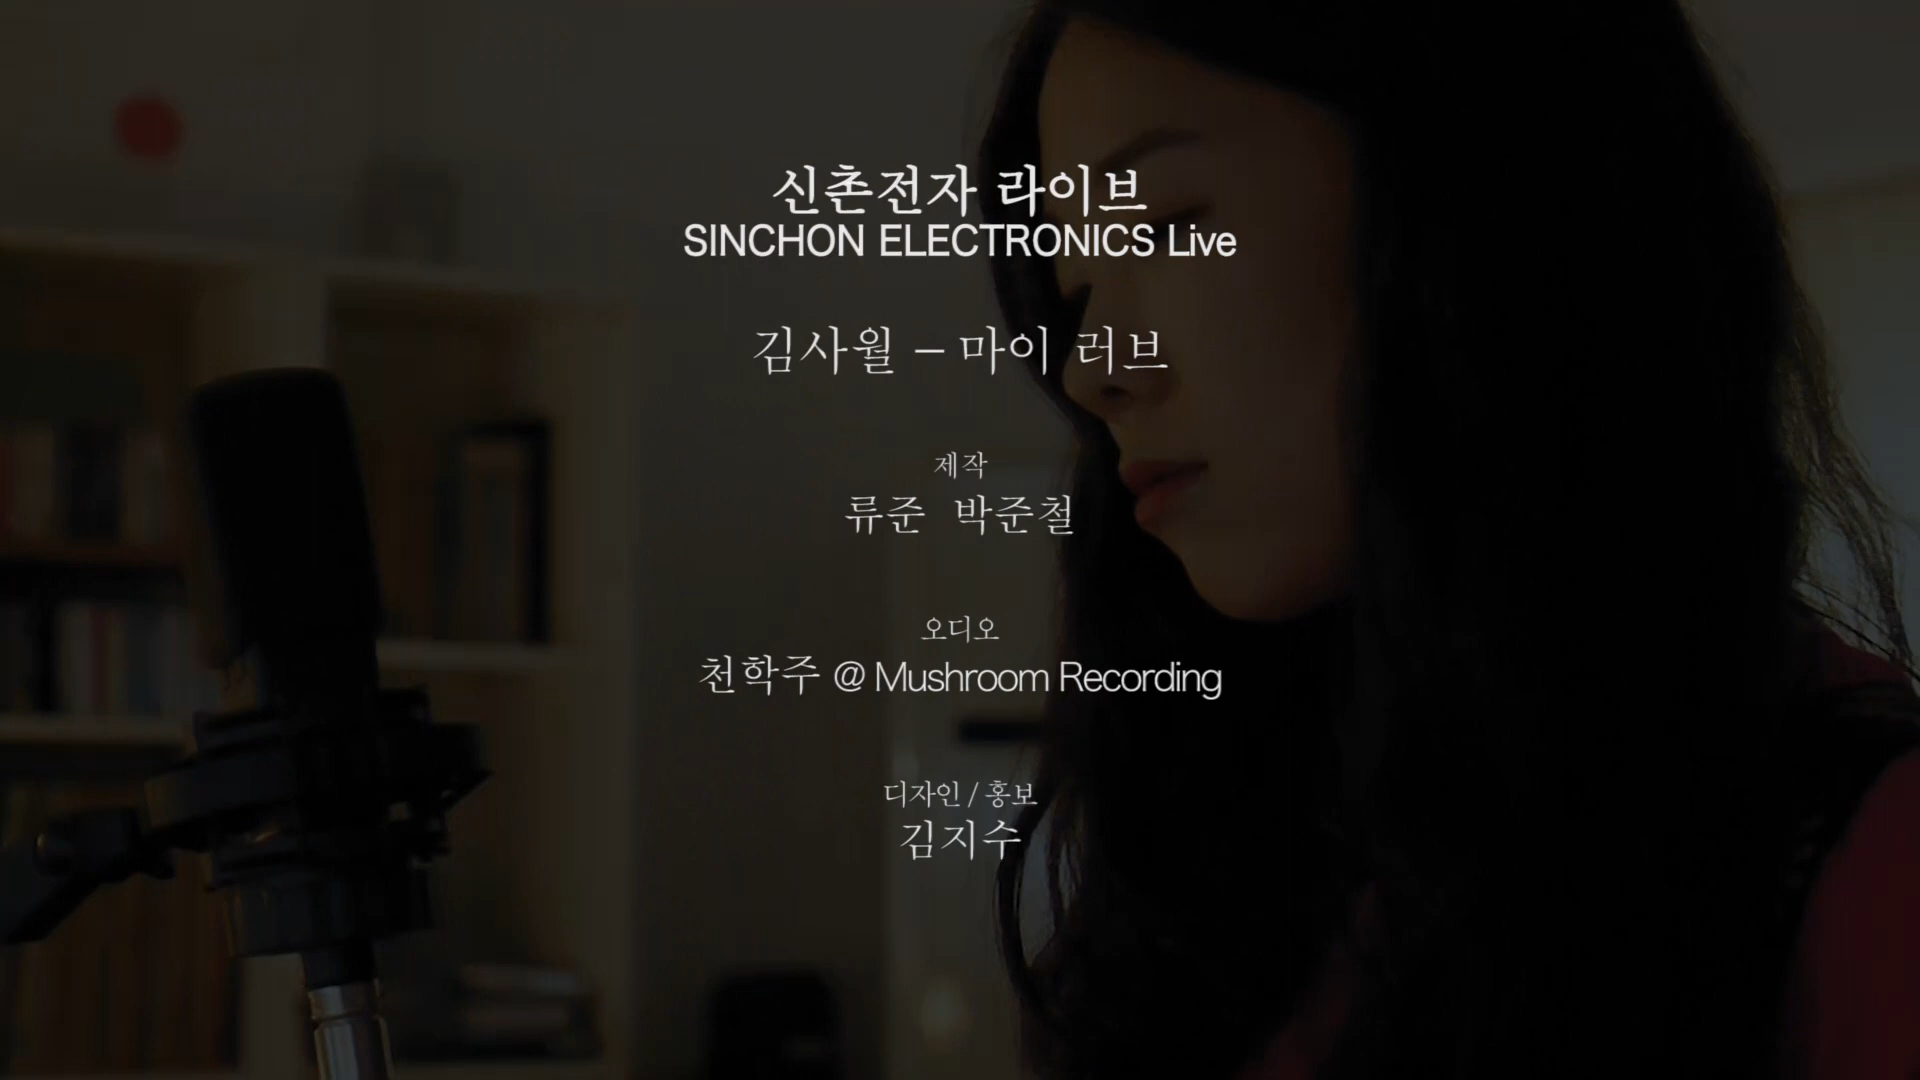 신촌전자 라이브
SINCHON ELECTRONICS Live
김사월 – 마이 러브
제작
류준 박준철
오디오
천학주 @ Mushroom Recording
디자인 / 홍보
김지수